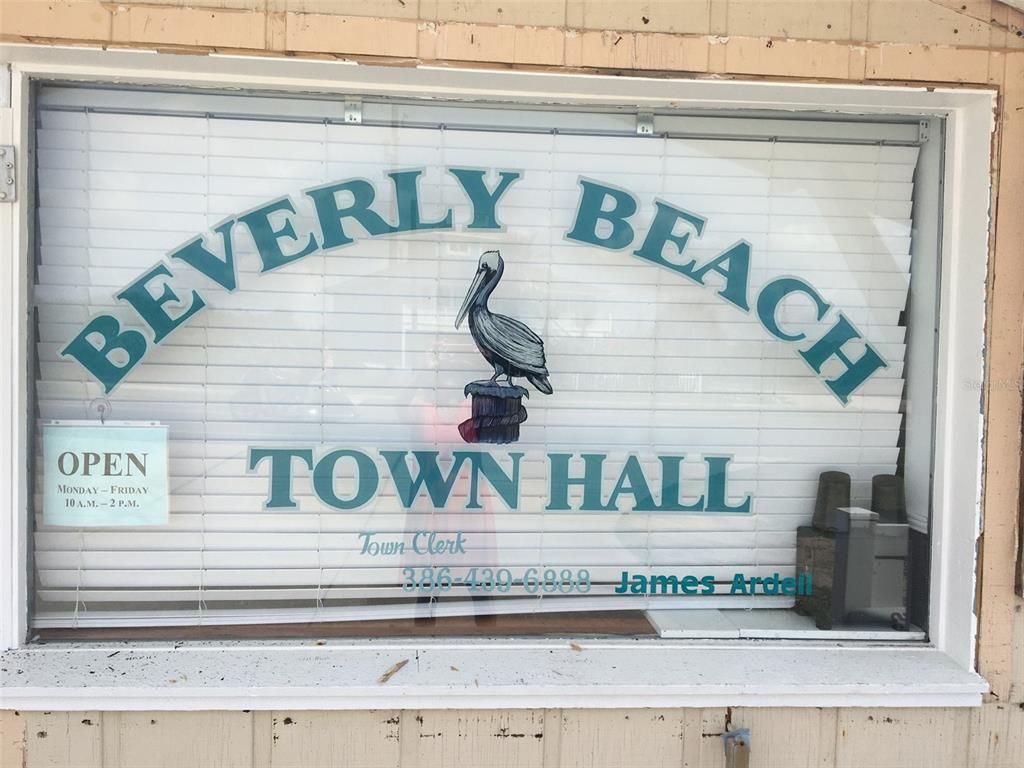 BEVERLY BEACH
OPEN
MONDAY – FRIDAY
10 A.M. – 2 P.M.
TOWN HALL
Town Clerk
386-439-6888 James Ardell